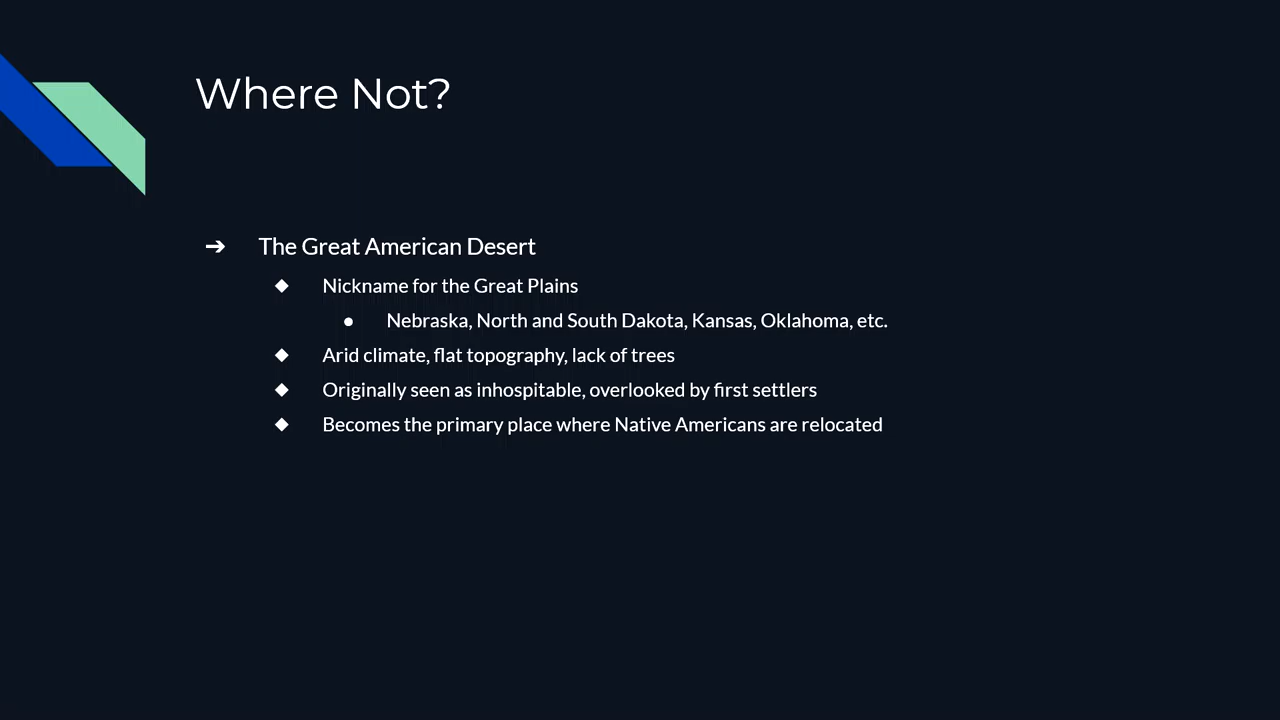 Where Not?
➔ The Great American Desert
◆ Nickname for the Great Plains
● Nebraska, North and South Dakota, Kansas, Oklahoma, etc.
◆ Arid climate, flat topography, lack of trees
◆ Originally seen as inhospitable, overlooked by first settlers
◆ Becomes the primary place where Native Americans are relocated